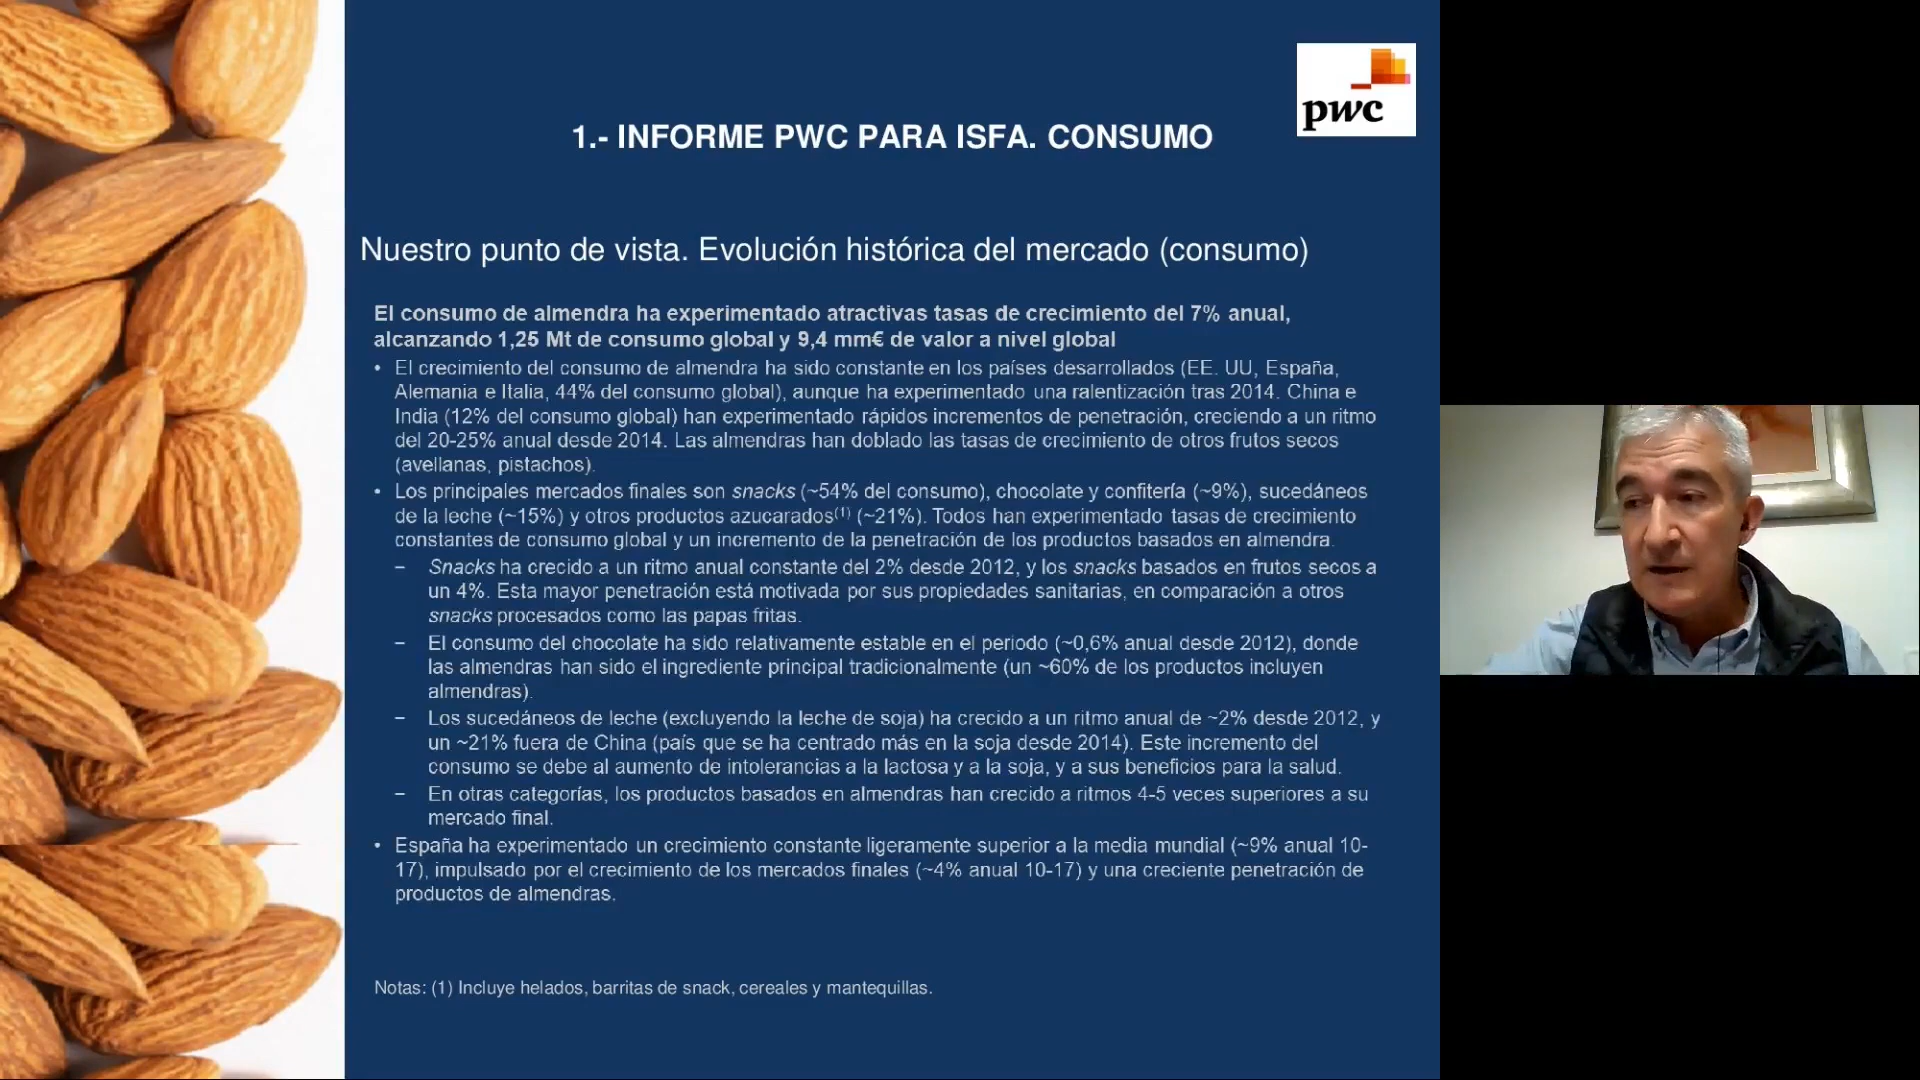 pwc
1.- INFORME PWC PARA ISFA. CONSUMO
Nuestro punto de vista. Evolución histórica del mercado (consumo)
El consumo de almendra ha experimentado atractivas tasas de crecimiento del 7% anual,
alcanzando 1,25 Mt de consumo global y 9,4 mm€ de valor a nivel global
• El crecimiento del consumo de almendra ha sido constante en los países desarrollados (EE. UU, España,
Alemania e Italia, 44% del consumo global), aunque ha experimentado una ralentización tras 2014. China e
India (12% del consumo global) han experimentado rápidos incrementos de penetración, creciendo a un ritmo
del 20-25% anual desde 2014. Las almendras han doblado las tasas de crecimiento de otros frutos secos
(avellanas, pistachos).
• Los principales mercados finales son snacks (~54% del consumo), chocolate y confitería (~9%), sucedáneos
de la leche (~15%) y otros productos azucarados⁽¹⁾ (~21%). Todos han experimentado tasas de crecimiento
constantes de consumo global y un incremento de la penetración de los productos basados en almendra.
– Snacks ha crecido a un ritmo anual constante del 2% desde 2012, y los snacks basados en frutos secos a
un 4%. Esta mayor penetración está motivada por sus propiedades sanitarias, en comparación a otros
snacks procesados como las papas fritas.
– El consumo del chocolate ha sido relativamente estable en el periodo (~0,6% anual desde 2012), donde
las almendras han sido el ingrediente principal tradicionalmente (un ~60% de los productos incluyen
almendras).
– Los sucedáneos de leche (excluyendo la leche de soja) ha crecido a un ritmo anual de ~2% desde 2012, y
un ~21% fuera de China (país que se ha centrado más en la soja desde 2014). Este incremento del
consumo se debe al aumento de intolerancias a la lactosa y a la soja, y a sus beneficios para la salud.
– En otras categorías, los productos basados en almendras han crecido a ritmos 4-5 veces superiores a su
mercado final.
• España ha experimentado un crecimiento constante ligeramente superior a la media mundial (~9% anual 10-
17), impulsado por el crecimiento de los mercados finales (~4% anual 10-17) y una creciente penetración de
productos de almendras.
Notas: (1) Incluye helados, barritas de snack, cereales y mantequillas.